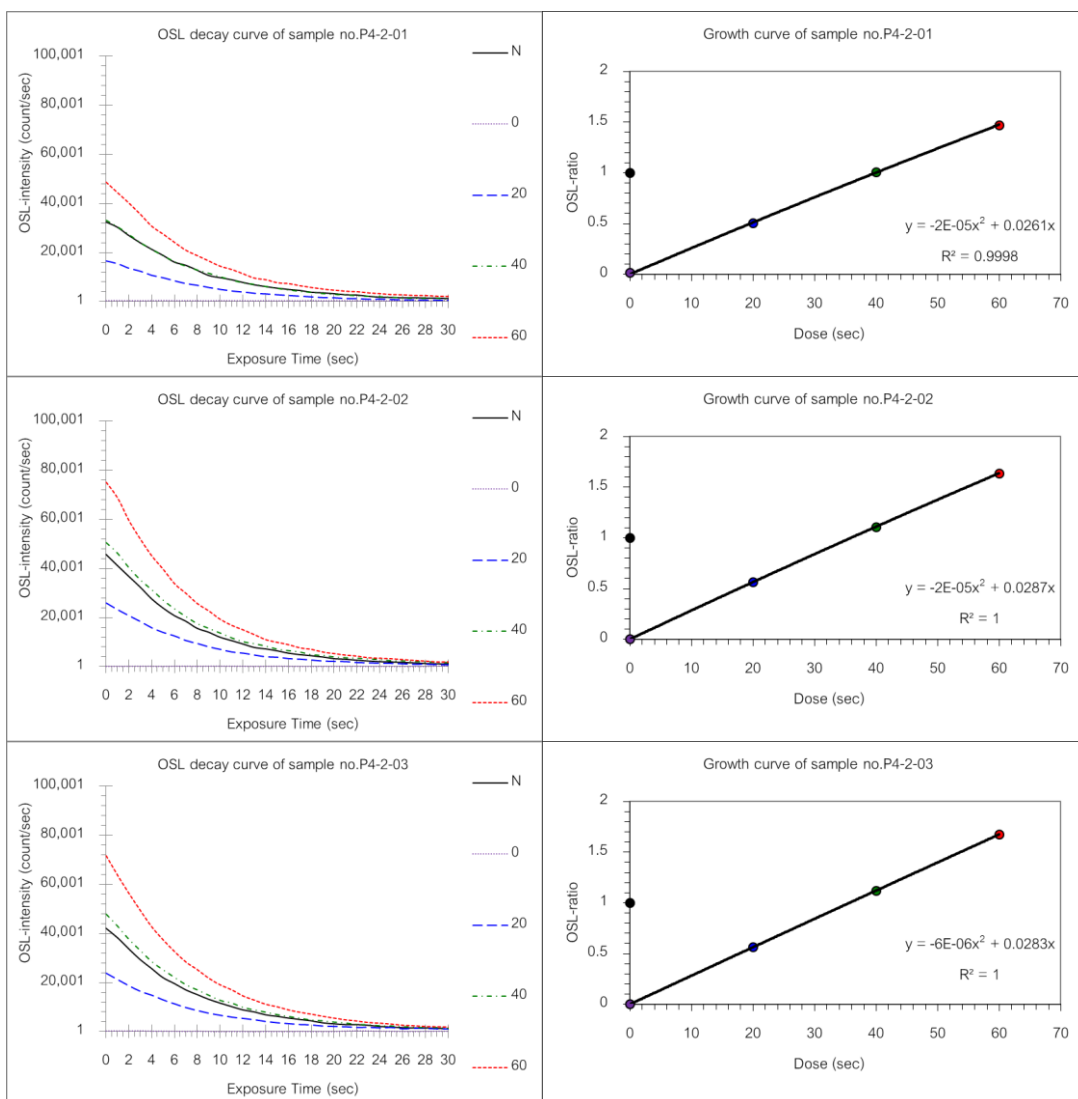 OSL decay curve of sample no.P4-2-01
OSL-intensity (count/sec)
100,001
80,001
60,001
40,001
20,001
1
0 2 4 6 8 10 12 14 16 18 20 22 24 26 28 30
Exposure Time (sec)
N
0
20
40
60
Growth curve of sample no.P4-2-01
OSL-ratio
2
1.5
1
0.5
0
y = -2E-05x² + 0.0261x
R² = 0.9998
0 10 20 30 40 50 60 70
Dose (sec)
OSL decay curve of sample no.P4-2-02
OSL-intensity (count/sec)
100,001
80,001
60,001
40,001
20,001
1
0 2 4 6 8 10 12 14 16 18 20 22 24 26 28 30
Exposure Time (sec)
N
0
20
40
60
Growth curve of sample no.P4-2-02
OSL-ratio
2
1.5
1
0.5
0
y = -2E-05x² + 0.0287x
R² = 1
0 10 20 30 40 50 60 70
Dose (sec)
OSL decay curve of sample no.P4-2-03
OSL-intensity (count/sec)
100,001
80,001
60,001
40,001
20,001
1
0 2 4 6 8 10 12 14 16 18 20 22 24 26 28 30
Exposure Time (sec)
N
0
20
40
60
Growth curve of sample no.P4-2-03
OSL-ratio
2
1.5
1
0.5
0
y = -6E-06x² + 0.0283x
R² = 1
0 10 20 30 40 50 60 70
Dose (sec)